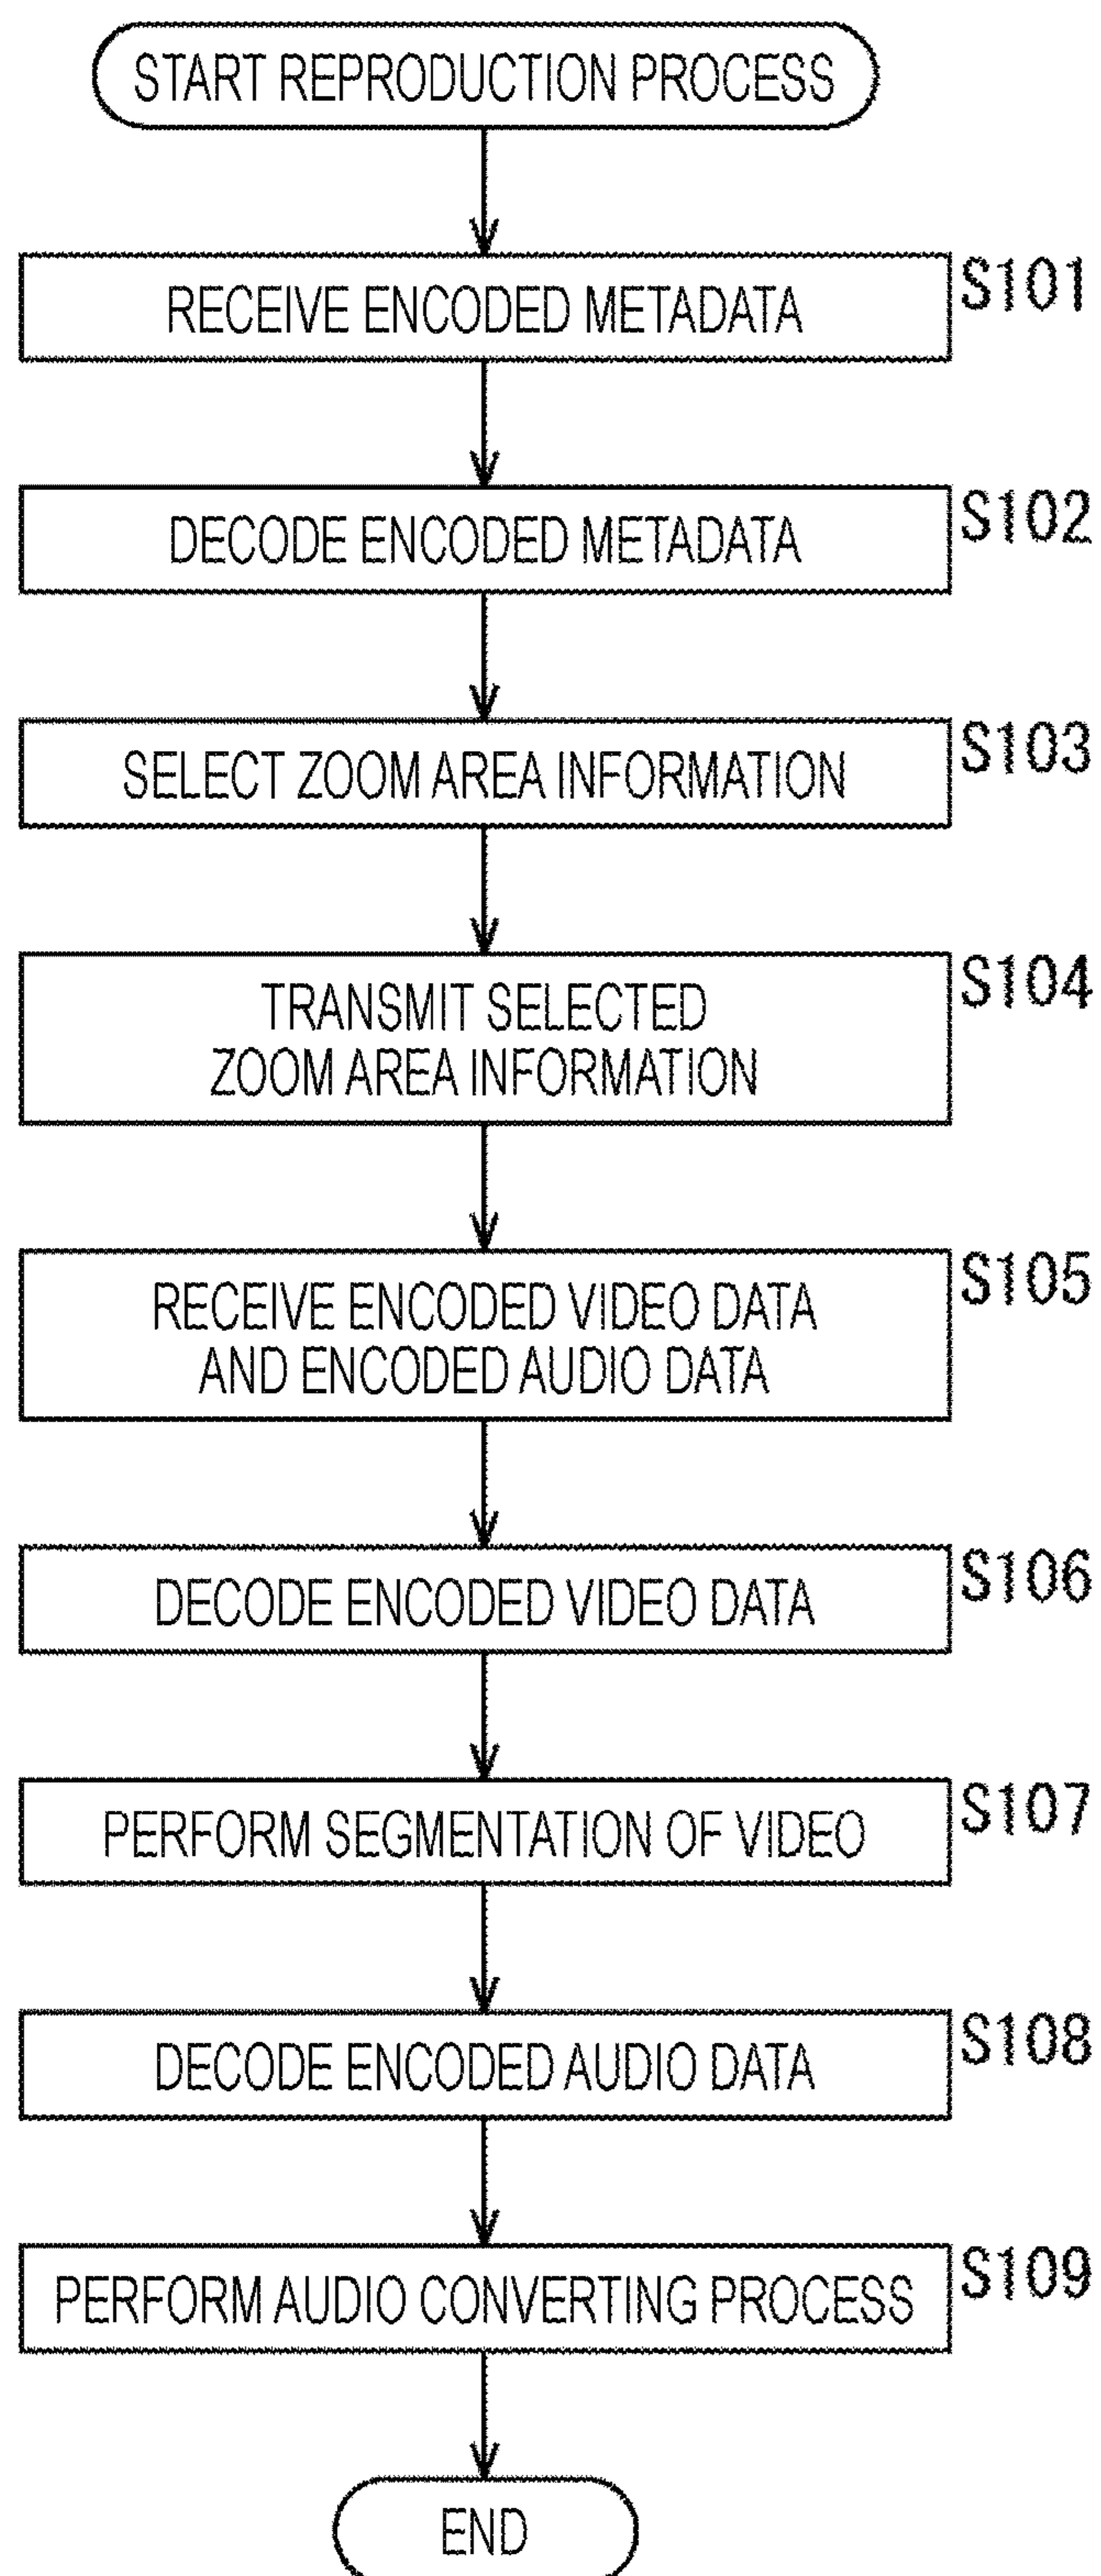 START REPRODUCTION PROCESS
S101
RECEIVE ENCODED METADATA
S102
DECODE ENCODED METADATA
S103
SELECT ZOOM AREA INFORMATION
S104
TRANSMIT SELECTED
ZOOM AREA INFORMATION
S105
RECEIVE ENCODED VIDEO DATA
AND ENCODED AUDIO DATA
S106
DECODE ENCODED VIDEO DATA
S107
PERFORM SEGMENTATION OF VIDEO
S108
DECODE ENCODED AUDIO DATA
S109
PERFORM AUDIO CONVERTING PROCESS
END